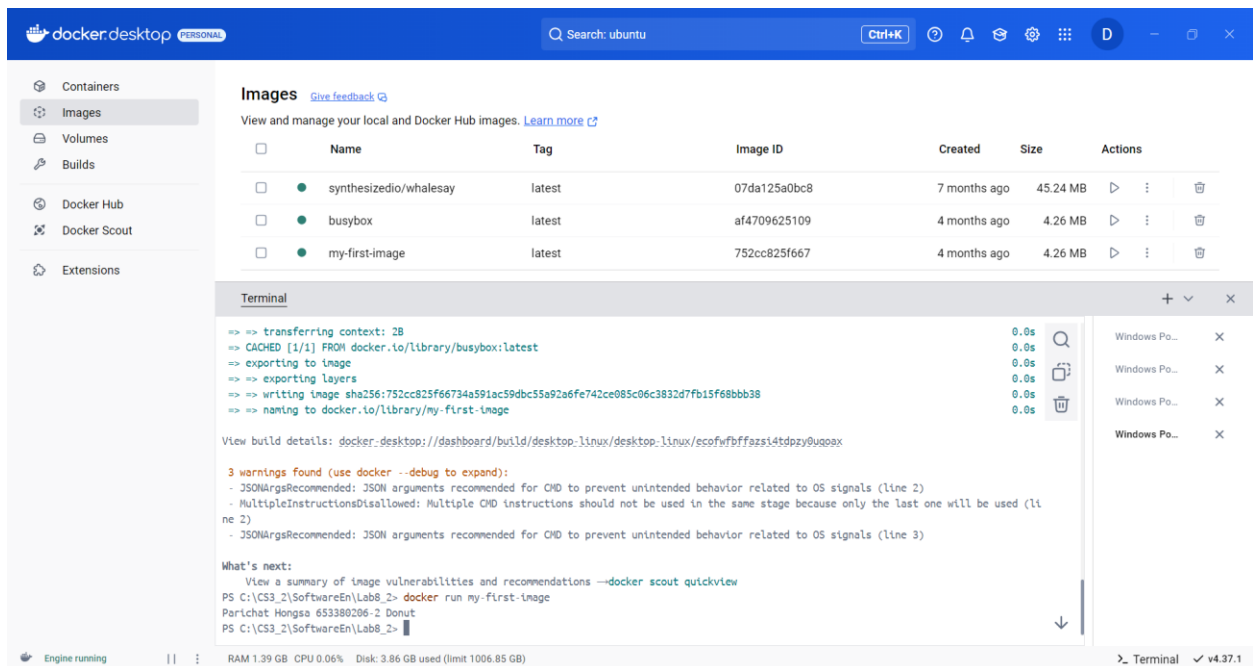 docker.desktop PERSONAL
Search: ubuntu
Ctrl+K
D
Containers
Images
Volumes
Builds
Docker Hub
Docker Scout
Extensions
Images Give feedback
View and manage your local and Docker Hub images. Learn more
Name Tag Image ID Created Size Actions
synthesizedio/whalesay latest 07da125a0bc8 7 months ago 45.24 MB
busybox latest af4709625109 4 months ago 4.26 MB
my-first-image latest 752cc825f667 4 months ago 4.26 MB
Terminal
=> => transferring context: 2B 0.0s
=> CACHED [1/1] FROM docker.io/library/busybox:latest 0.0s
=> exporting to image 0.0s
=> => exporting layers 0.0s
=> => writing image sha256:752cc825f66734a591ac59dbc55a92a6fe742ce085c06c3832d7fb15f68bbb38 0.0s
=> => naming to docker.io/library/my-first-image 0.0s
View build details: docker-desktop://dashboard/build/desktop-linux/desktop-linux/ecofwfbffazsi4tdpzy0uqoax
3 warnings found (use docker --debug to expand):
- JSONArgsRecommended: JSON arguments recommended for CMD to prevent unintended behavior related to OS signals (line 2)
- MultipleInstructionsDisallowed: Multiple CMD instructions should not be used in the same stage because only the last one will be used (li
ne 2)
- JSONArgsRecommended: JSON arguments recommended for CMD to prevent unintended behavior related to OS signals (line 3)
What's next:
View a summary of image vulnerabilities and recommendations → docker scout quickview
PS C:\CS3_2\SoftwareEn\Lab8_2> docker run my-first-image
Parichat Hongsa 653380206-2 Donut
PS C:\CS3_2\SoftwareEn\Lab8_2>
Windows Po...
Windows Po...
Windows Po...
Windows Po...
Engine running
RAM 1.39 GB CPU 0.06% Disk: 3.86 GB used (limit 1006.85 GB)
>_ Terminal
v4.37.1